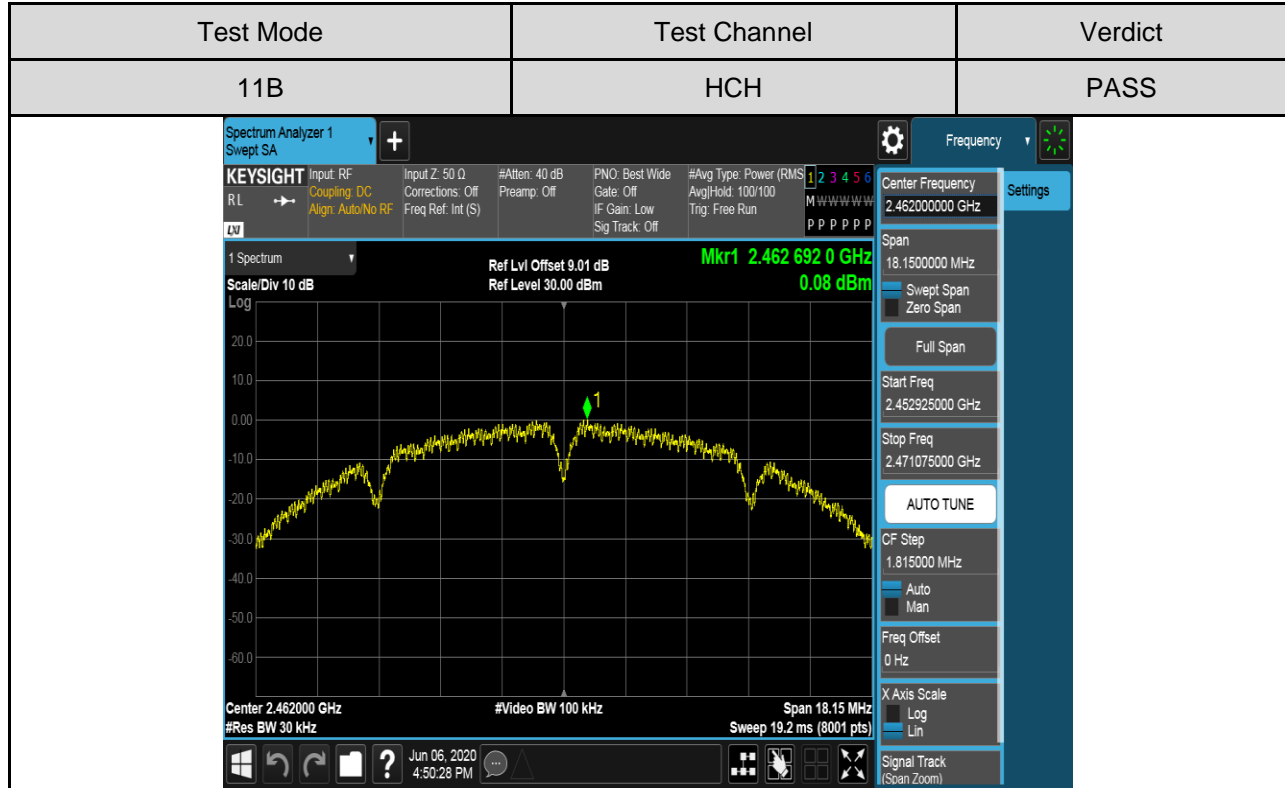 Test Mode Test Channel Verdict
11B HCH PASS
Spectrum Analyzer 1
Swept SA
+
Frequency
KEYSIGHT
RL
LXI
Input: RF
Coupling: DC
Align: Auto/No RF
Input Z: 50 Ω
Corrections: Off
Freq Ref: Int (S)
#Atten: 40 dB
Preamp: Off
PNO: Best Wide
Gate: Off
IF Gain: Low
Sig Track: Off
#Avg Type: Power (RMS
Avg|Hold: 100/100
Trig: Free Run
1 2 3 4 5 6
M W W W W W
P P P P P P
1 Spectrum
Scale/Div 10 dB
Log
Ref Lvl Offset 9.01 dB
Ref Level 30.00 dBm
Mkr1 2.462 692 0 GHz
0.08 dBm
20.0
10.0
1
0.00
-10.0
-20.0
-30.0
-40.0
-50.0
-60.0
Center 2.462000 GHz #Video BW 100 kHz Span 18.15 MHz
#Res BW 30 kHz Sweep 19.2 ms (8001 pts)
?
Jun 06, 2020
4:50:28 PM
Center Frequency
2.462000000 GHz
Settings
Span
18.1500000 MHz
Swept Span
Zero Span
Full Span
Start Freq
2.452925000 GHz
Stop Freq
2.471075000 GHz
AUTO TUNE
CF Step
1.815000 MHz
Auto
Man
Freq Offset
0 Hz
X Axis Scale
Log
Lin
Signal Track
(Span Zoom)